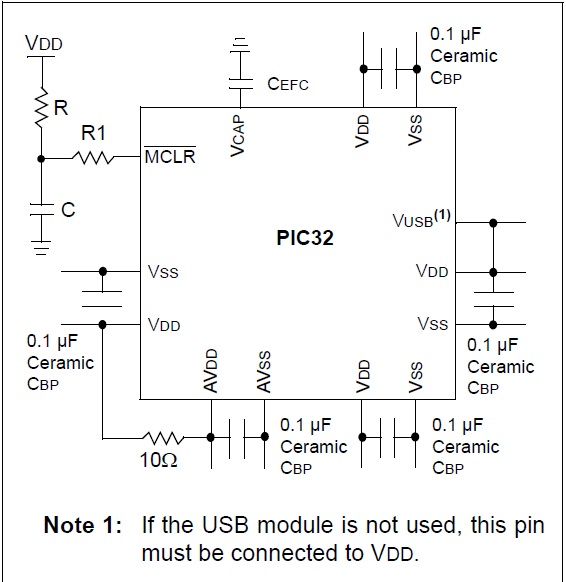 VDD
R
R1
C
MCLR
CEFC
VCAP
0.1 µF
Ceramic
CBP
VDD
VSS
PIC32
VUSB(1)
VDD
VSS
0.1 µF
Ceramic
CBP
VSS
VDD
0.1 µF
Ceramic
CBP
10Ω
AVDD
AVSS
0.1 µF
Ceramic
CBP
VDD
VSS
0.1 µF
Ceramic
CBP
Note 1: If the USB module is not used, this pin
must be connected to VDD.